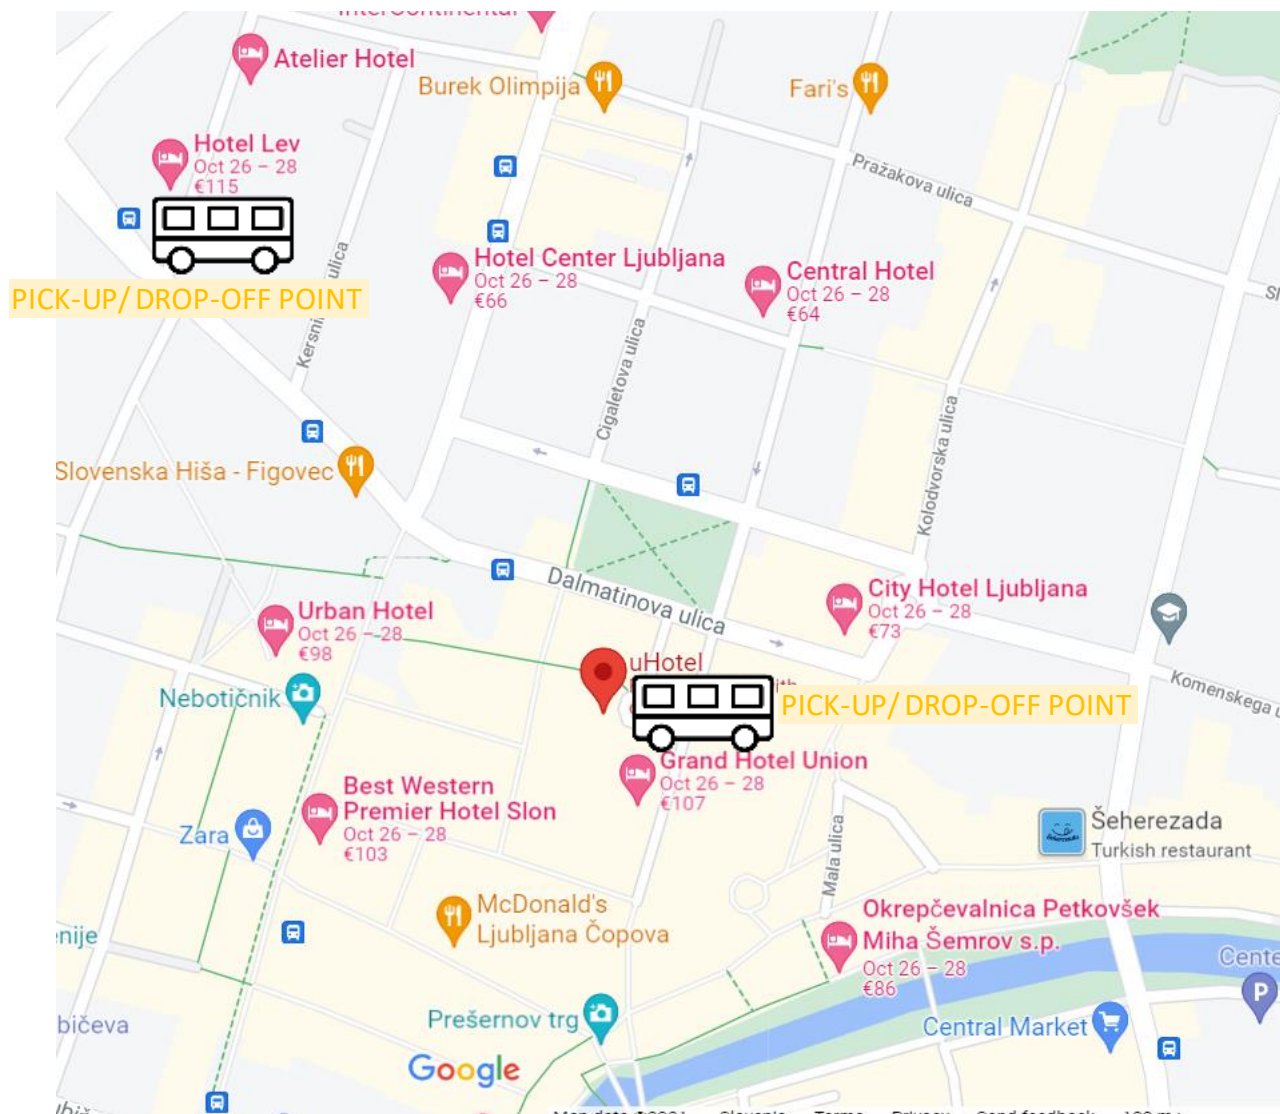 Atelier Hotel
Burek Olimpija
Fari's
Hotel Lev
Oct 26 – 28
€115
Pražakova ulica
PICK-UP/ DROP-OFF POINT
ulica
Hotel Center Ljubljana
Oct 26 – 28
€66
Central Hotel
Oct 26 – 28
€64
Cigaletova ulica
Kolodvorska ulica
Slovenska Hiša - Figovec
Dalmatinova ulica
City Hotel Ljubljana
Oct 26 – 28
€73
Urban Hotel
Oct 26 – 28
€98
uHotel
Nebotičnik
PICK-UP/ DROP-OFF POINT
Komenskega
Grand Hotel Union
Oct 26 – 28
€107
Best Western
Premier Hotel Slon
Oct 26 – 28
€103
Zara
Mala ulica
Šeherezada
Turkish restaurant
McDonald's
Ljubljana Čopova
Okrepčevalnica Petkovšek
Miha Šemrov s.p.
Oct 26 – 28
€86
P
Prešernov trg
Central Market
Google